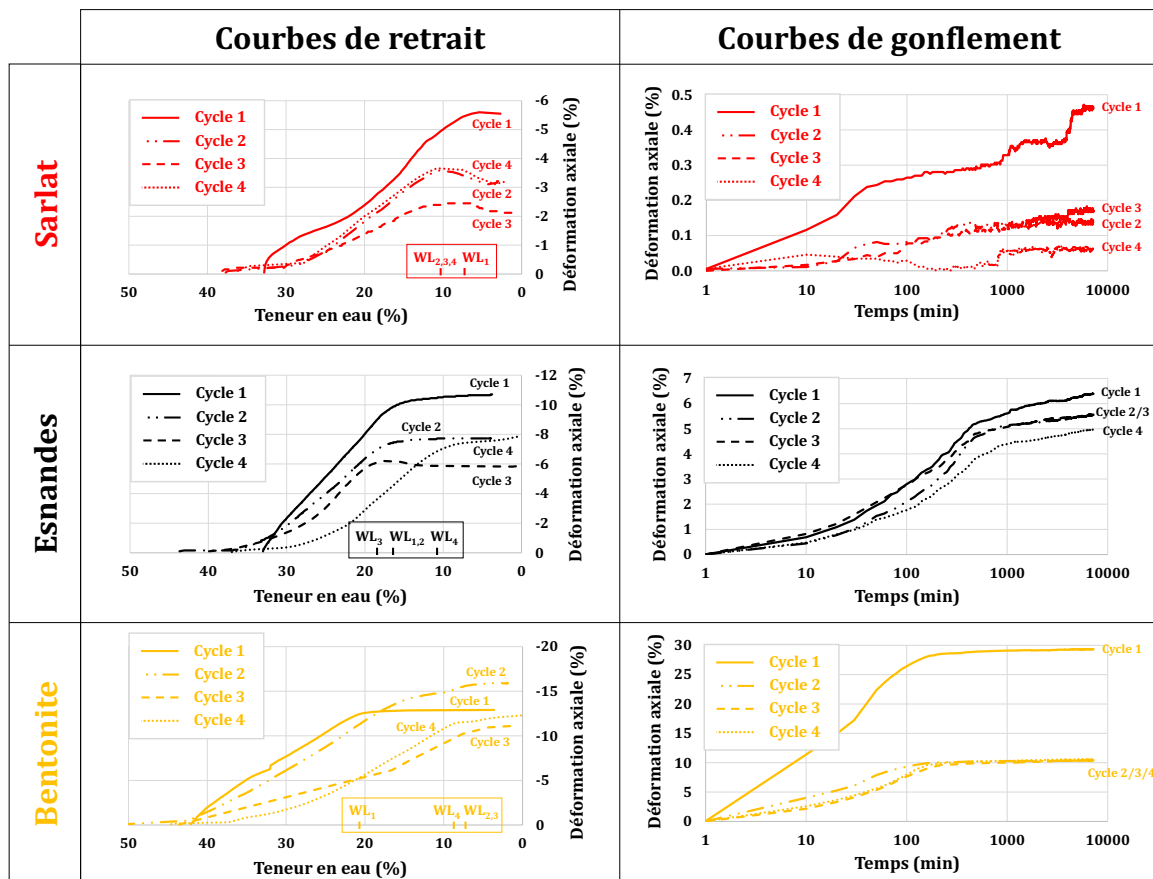 Courbes de retrait
Courbes de gonflement
Sarlat
Cycle 1
Cycle 2
Cycle 3
Cycle 4
Cycle 1
Cycle 4
Cycle 2
Cycle 3
WL2,3,4 WL1
-6
-5
-4
-3
-2
-1
0
Déformation axiale (%)
50 40 30 20 10 0
Teneur en eau (%)
Déformation axiale (%)
0.5
0.4
0.3
0.2
0.1
0.0
Cycle 1
Cycle 2
Cycle 3
Cycle 4
Cycle 1
Cycle 3
Cycle 2
Cycle 4
1 10 100 1000 10000
Temps (min)
Esnandes
Cycle 1
Cycle 2
Cycle 3
Cycle 4
Cycle 1
Cycle 2
Cycle 4
Cycle 3
WL3 WL1,2 WL4
-12
-10
-8
-6
-4
-2
0
Déformation axiale (%)
50 40 30 20 10 0
Teneur en eau (%)
Déformation axiale (%)
7
6
5
4
3
2
1
0
Cycle 1
Cycle 2
Cycle 3
Cycle 4
Cycle 1
Cycle 2/3
Cycle 4
1 10 100 1000 10000
Temps (min)
Bentonite
Cycle 1
Cycle 2
Cycle 3
Cycle 4
Cycle 2
Cycle 1
Cycle 4
Cycle 3
WL1 WL4 WL2,3
-20
-15
-10
-5
0
Déformation axiale (%)
50 40 30 20 10 0
Teneur en eau (%)
Déformation axiale (%)
30
25
20
15
10
5
0
Cycle 1
Cycle 2
Cycle 3
Cycle 4
Cycle 1
Cycle 2/3/4
1 10 100 1000 10000
Temps (min)